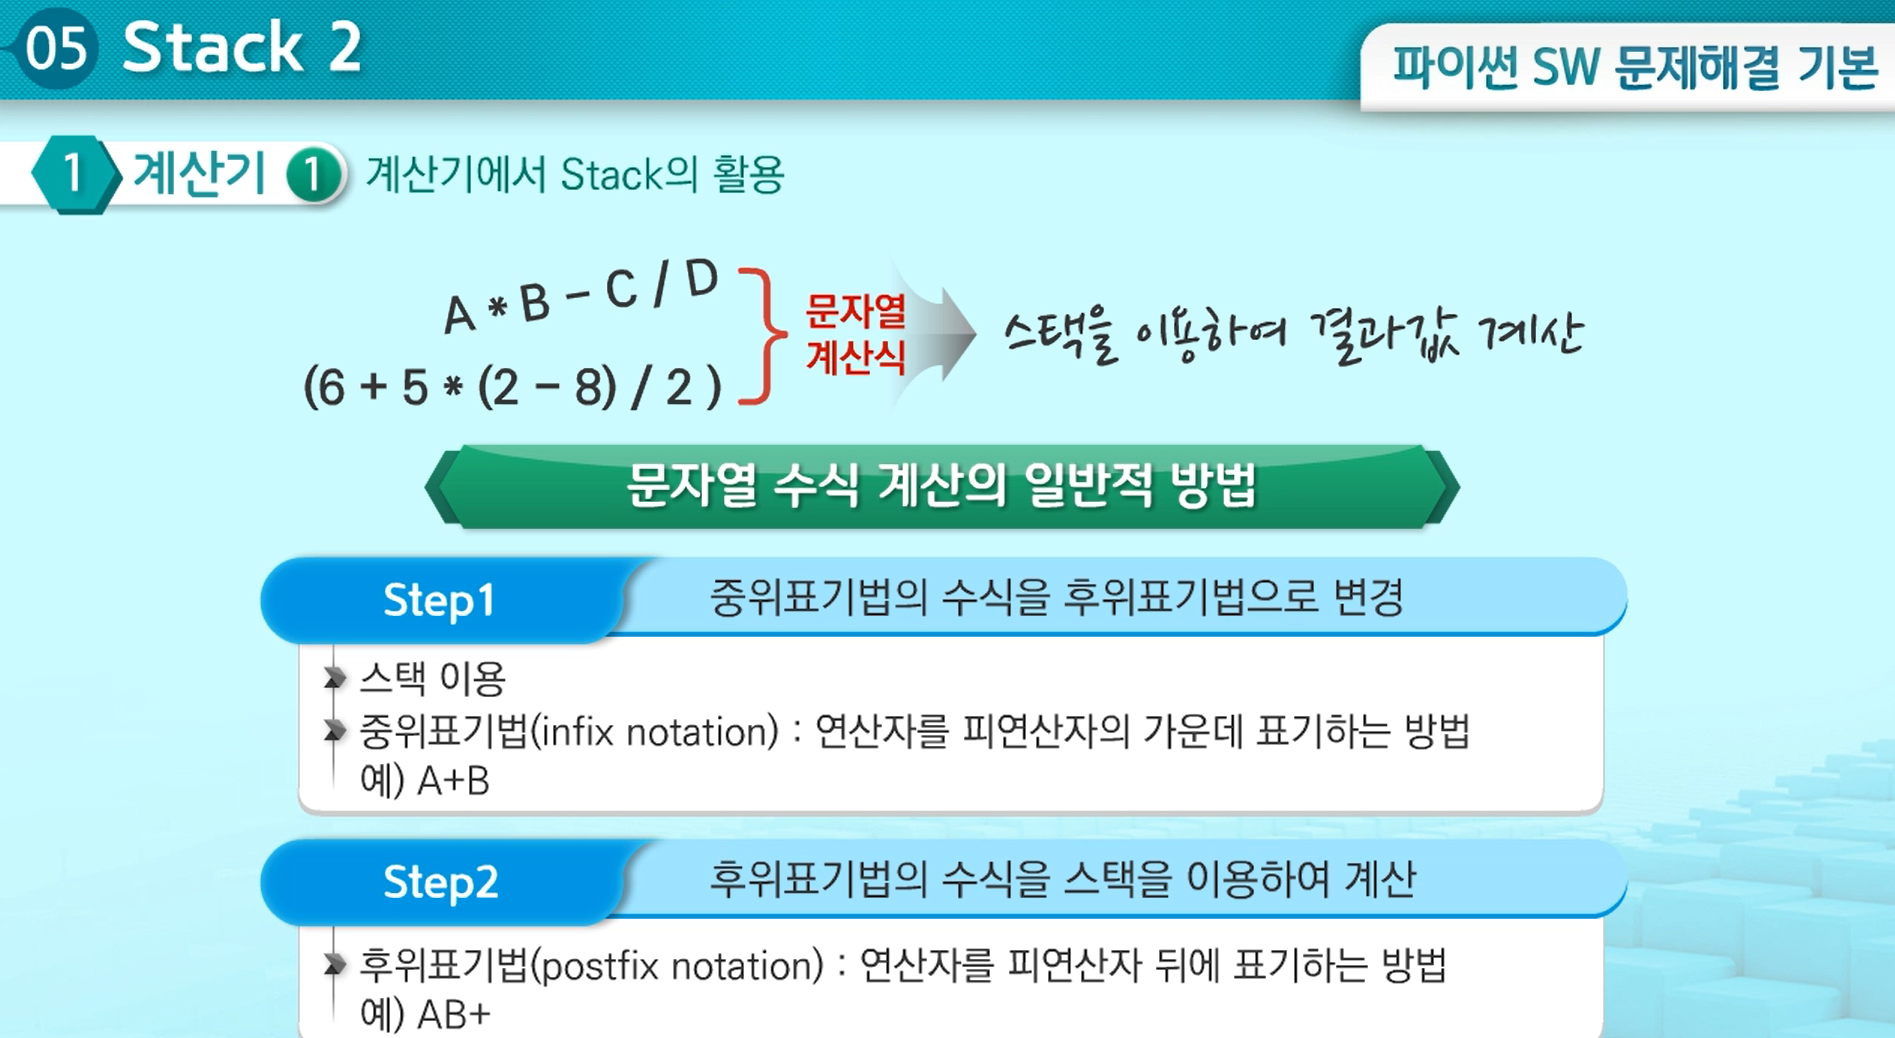 05 Stack 2
파이썬 SW 문제해결 기본
1 계산기 1 계산기에서 Stack의 활용
A * B - C / D
(6 + 5 * (2 - 8) / 2 )
문자열
계산식
스택을 이용하여 결과값 계산
문자열 수식 계산의 일반적 방법
Step1 중위표기법의 수식을 후위표기법으로 변경
스택 이용
중위표기법(infix notation) : 연산자를 피연산자의 가운데 표기하는 방법
예) A+B
Step2 후위표기법의 수식을 스택을 이용하여 계산
후위표기법(postfix notation) : 연산자를 피연산자 뒤에 표기하는 방법
예) AB+